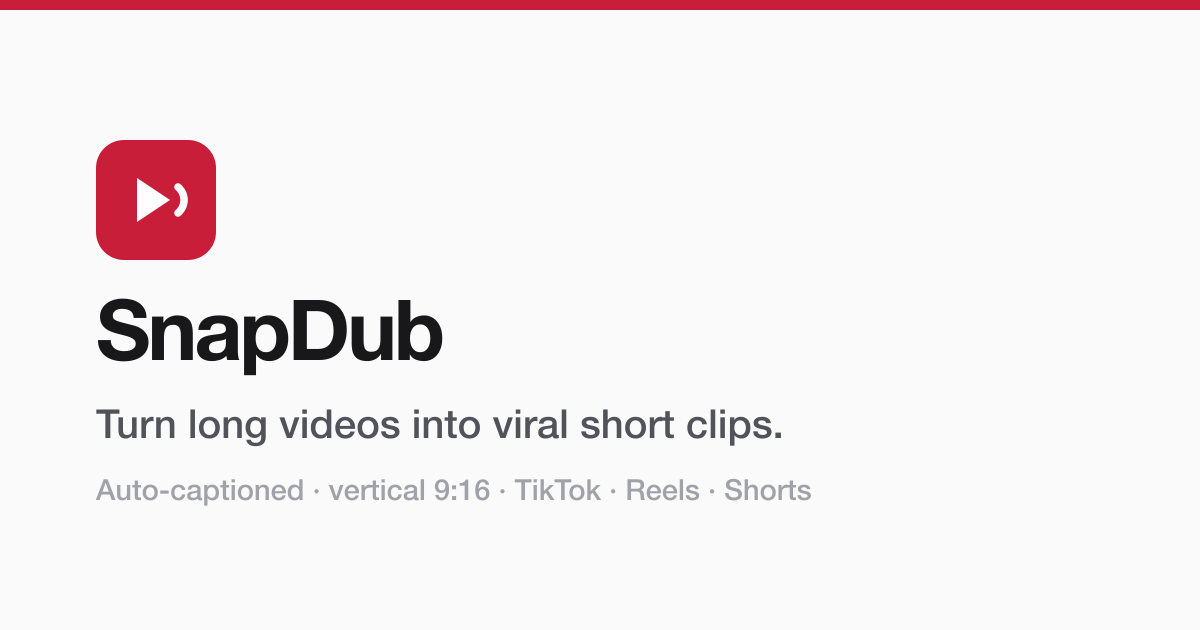 SnapDub
Turn long videos into viral short clips.
Auto-captioned · vertical 9:16 · TikTok · Reels · Shorts